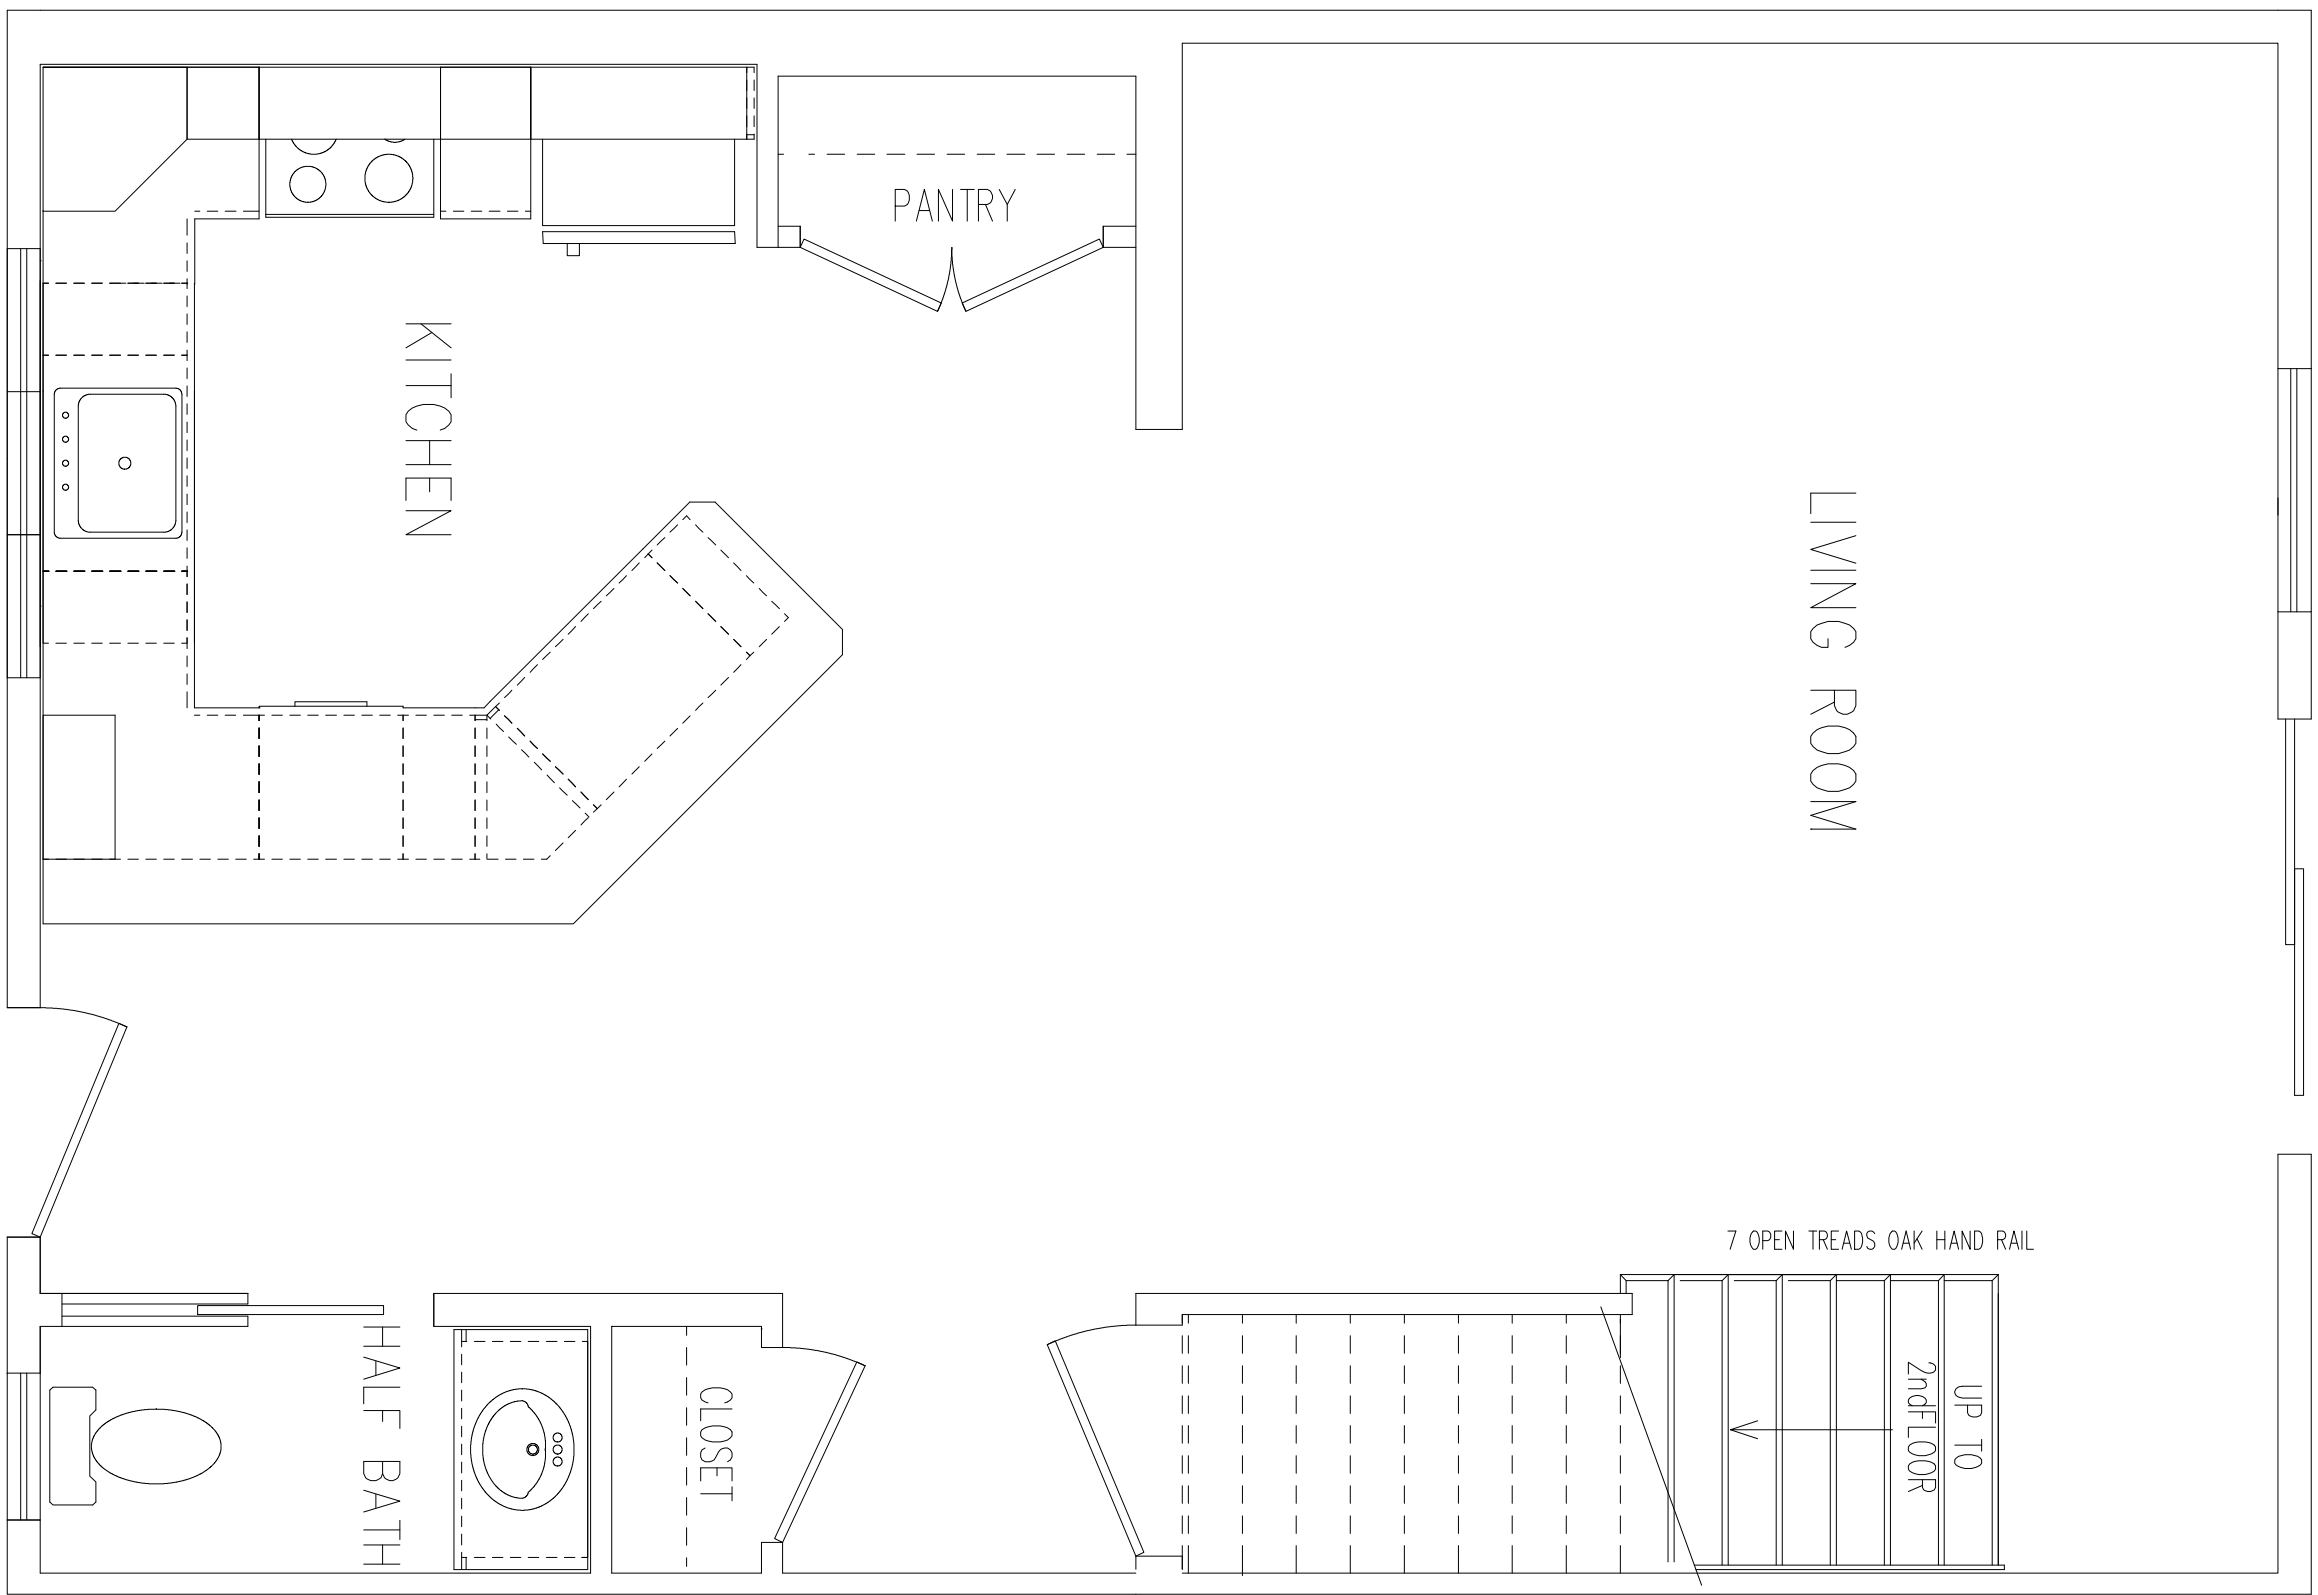 PANTRY
KITCHEN
LIVING ROOM
7 OPEN TREADS OAK HAND RAIL
UP TO
2ndFLOOR
HALF BATH
CLOSET